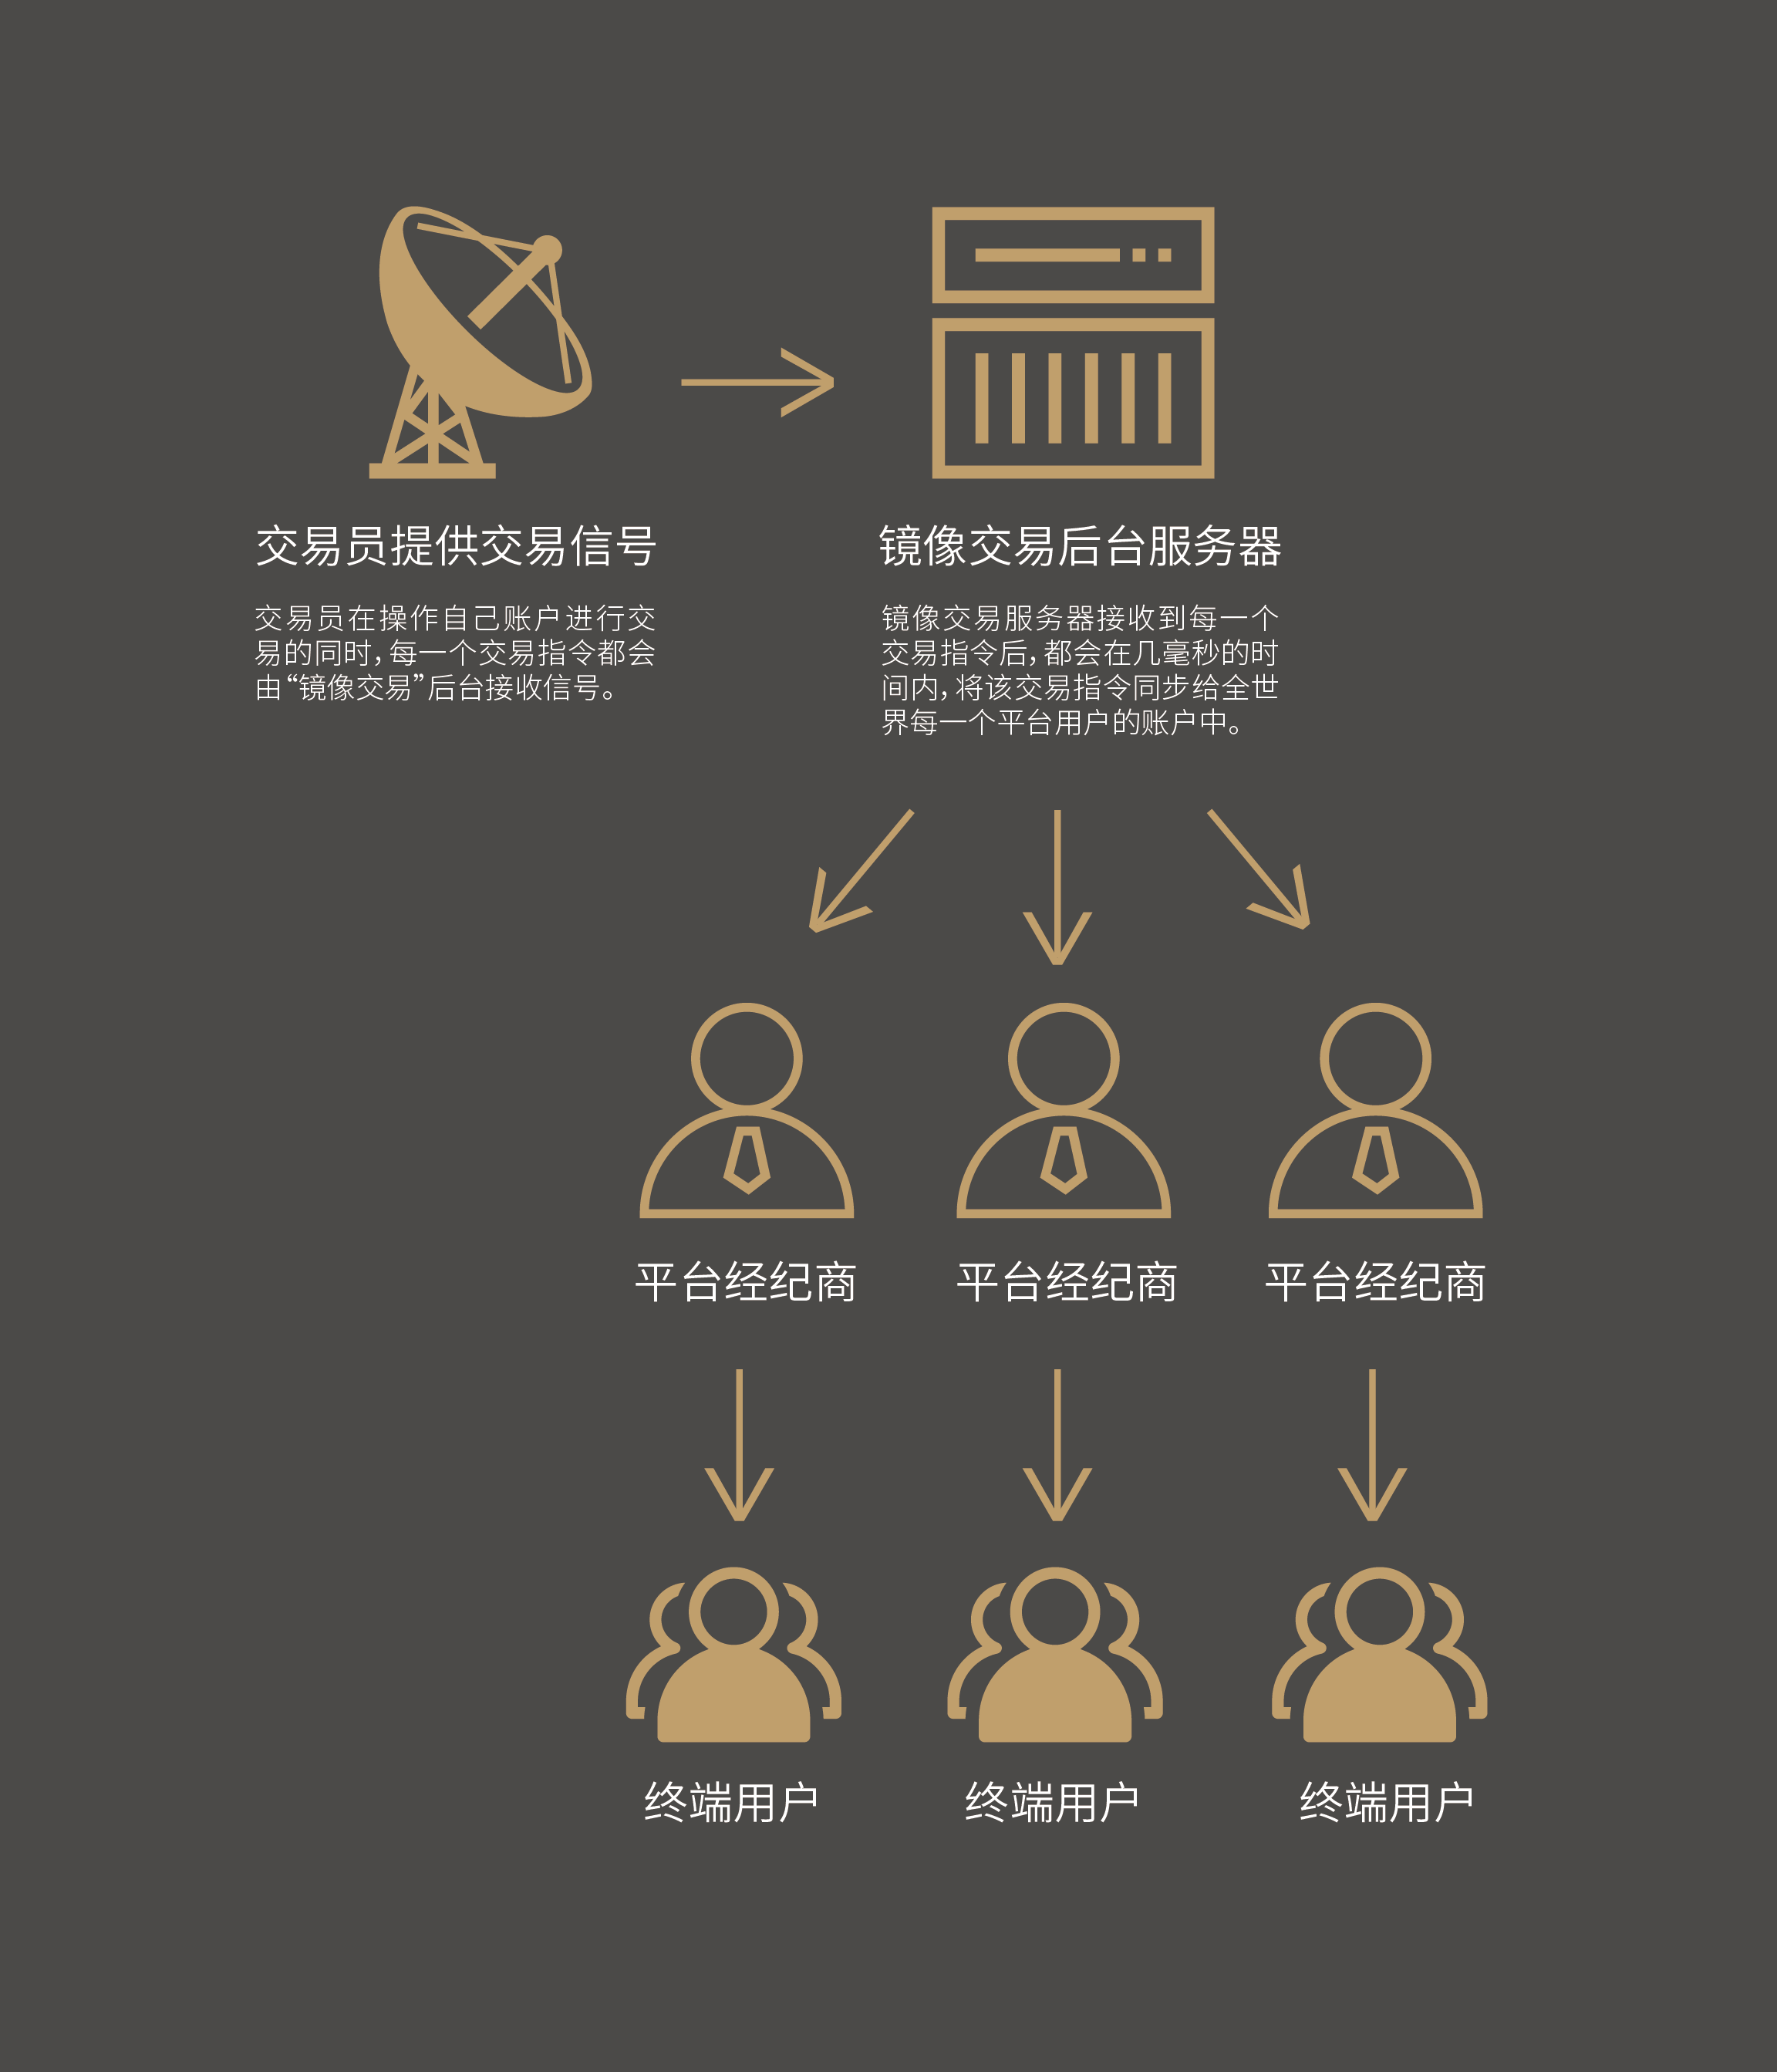 交易员提供交易信号
交易员在操作自己账户进行交
易的同时，每一个交易指令都会
由“镜像交易”后台接收信号。
镜像交易后台服务器
镜像交易服务器接收到每一个
交易指令后，都会在几毫秒的时
间内，将该交易指令同步给全世
界每一个平台用户的账户中。
平台经纪商
平台经纪商
平台经纪商
终端用户
终端用户
终端用户